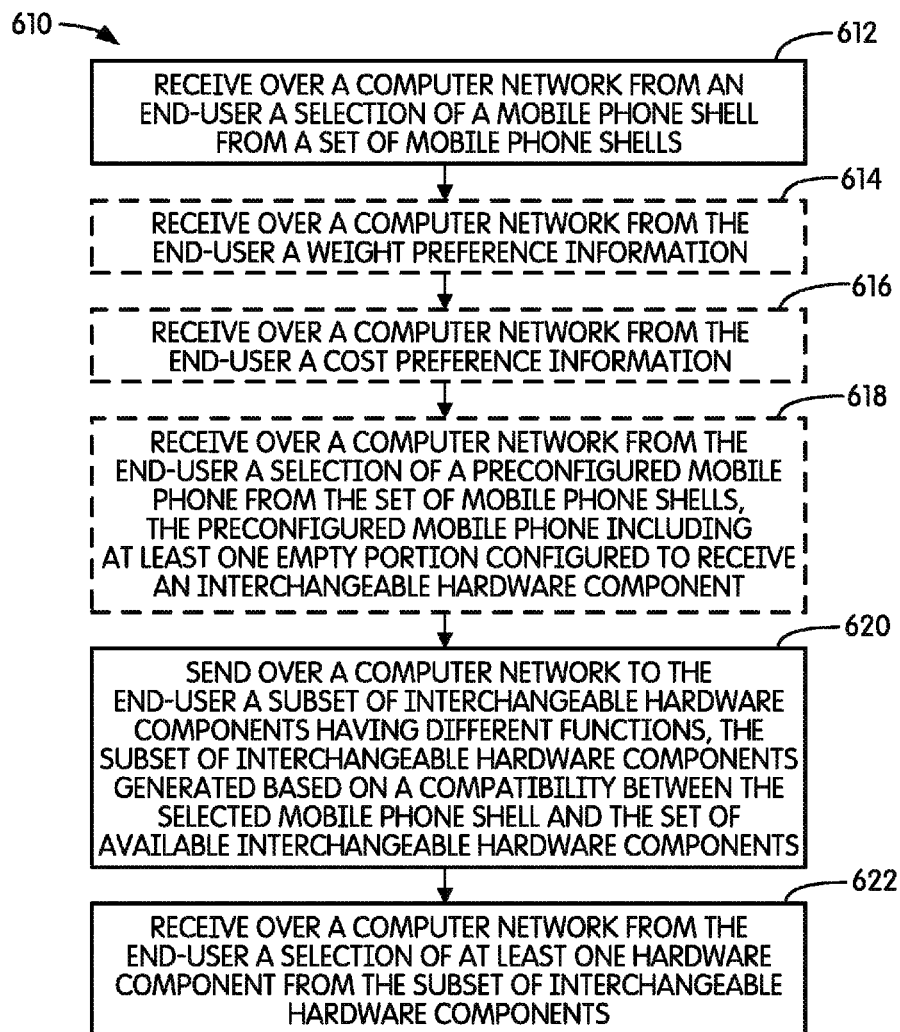 610
612
RECEIVE OVER A COMPUTER NETWORK FROM AN
END-USER A SELECTION OF A MOBILE PHONE SHELL
FROM A SET OF MOBILE PHONE SHELLS
614
RECEIVE OVER A COMPUTER NETWORK FROM THE
END-USER A WEIGHT PREFERENCE INFORMATION
616
RECEIVE OVER A COMPUTER NETWORK FROM THE
END-USER A COST PREFERENCE INFORMATION
618
RECEIVE OVER A COMPUTER NETWORK FROM THE
END-USER A SELECTION OF A PRECONFIGURED MOBILE
PHONE FROM THE SET OF MOBILE PHONE SHELLS,
THE PRECONFIGURED MOBILE PHONE INCLUDING
AT LEAST ONE EMPTY PORTION CONFIGURED TO RECEIVE
AN INTERCHANGEABLE HARDWARE COMPONENT
620
SEND OVER A COMPUTER NETWORK TO THE
END-USER A SUBSET OF INTERCHANGEABLE HARDWARE
COMPONENTS HAVING DIFFERENT FUNCTIONS, THE
SUBSET OF INTERCHANGEABLE HARDWARE COMPONENTS
GENERATED BASED ON A COMPATIBILITY BETWEEN THE
SELECTED MOBILE PHONE SHELL AND THE SET OF
AVAILABLE INTERCHANGEABLE HARDWARE COMPONENTS
622
RECEIVE OVER A COMPUTER NETWORK FROM THE
END-USER A SELECTION OF AT LEAST ONE HARDWARE
COMPONENT FROM THE SUBSET OF INTERCHANGEABLE
HARDWARE COMPONENTS